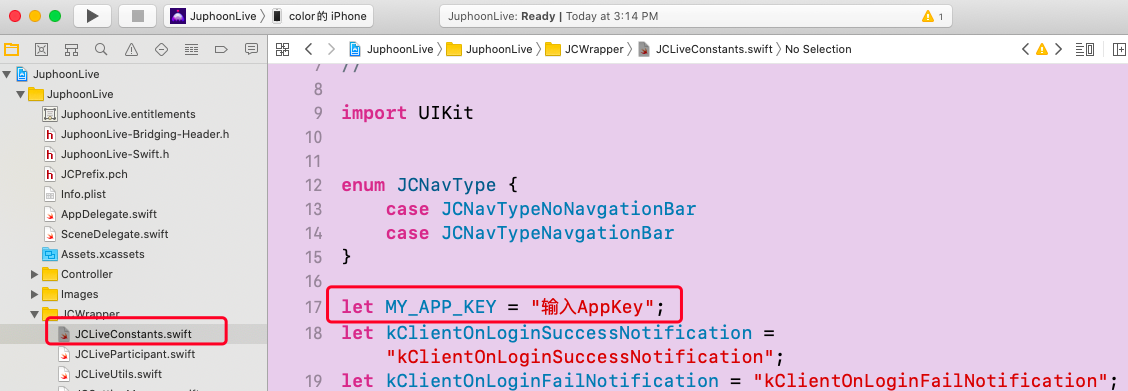 JuphoonLive color的 iPhone JuphoonLive: Ready | Today at 3:14 PM 1
JuphoonLive JuphoonLive JCWrapper JCLiveConstants.swift No Selection
JuphoonLive
JuphoonLive
JuphoonLive.entitlements
JuphoonLive-Bridging-Header.h
JuphoonLive-Swift.h
JCPrefix.pch
Info.plist
AppDelegate.swift
SceneDelegate.swift
Assets.xcassets
Controller
Images
JCWrapper
JCLiveConstants.swift
JCLiveParticipant.swift
JCLiveUtils.swift
7 //
8
9 import UIKit
10
11
12 enum JCNavType {
13 case JCNavTypeNoNavgationBar
14 case JCNavTypeNavgationBar
15 }
16
17 let MY_APP_KEY = "输入AppKey";
18 let kClientOnLoginSuccessNotification =
"kClientOnLoginSuccessNotification";
19 let kClientOnLoginFailNotification = "kClientOnLoginFailNotification";